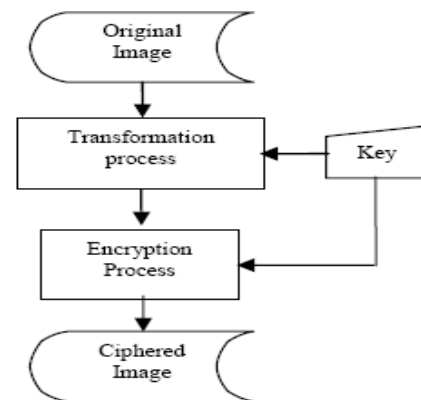 Original
Image
Transformation
process
Key
Encryption
Process
Ciphered
Image